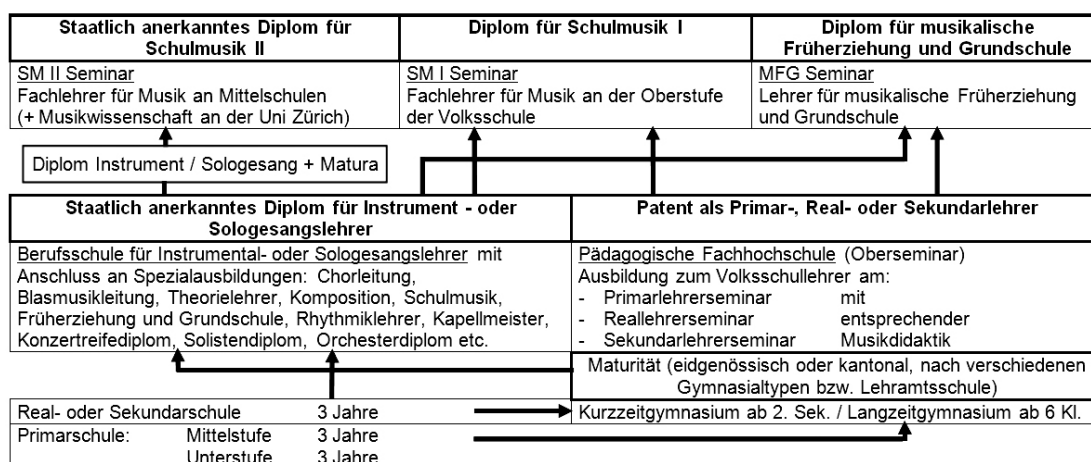 Staatlich anerkanntes Diplom für
Schulmusik II
Diplom für Schulmusik I
Diplom für musikalische
Früherziehung und Grundschule
SM II Seminar
Fachlehrer für Musik an Mittelschulen
(+ Musikwissenschaft an der Uni Zürich)
SM I Seminar
Fachlehrer für Musik an der Oberstufe
der Volksschule
MFG Seminar
Lehrer für musikalische Früherziehung
und Grundschule
Diplom Instrument / Sologesang + Matura
Staatlich anerkanntes Diplom für Instrument - oder
Sologesangslehrer
Patent als Primar-, Real- oder Sekundarlehrer
Berufsschule für Instrumental- oder Sologesangslehrer mit
Anschluss an Spezialausbildungen: Chorleitung,
Blasmusikleitung, Theorielehrer, Komposition, Schulmusik,
Früherziehung und Grundschule, Rhythmiklehrer, Kapellmeister,
Konzertreifediplom, Solistendiplom, Orchesterdiplom etc.
Pädagogische Fachhochschule (Oberseminar)
Ausbildung zum Volksschullehrer am:
- Primarlehrerseminar mit
- Reallehrerseminar entsprechender
- Sekundarlehrerseminar Musikdidaktik
Maturität (eidgenössisch oder kantonal, nach verschiedenen
Gymnasialtypen bzw. Lehramtsschule)
Real- oder Sekundarschule 3 Jahre
Kurzzeitgymnasium ab 2. Sek. / Langzeitgymnasium ab 6 Kl.
Primarschule: Mittelstufe 3 Jahre
Unterstufe 3 Jahre